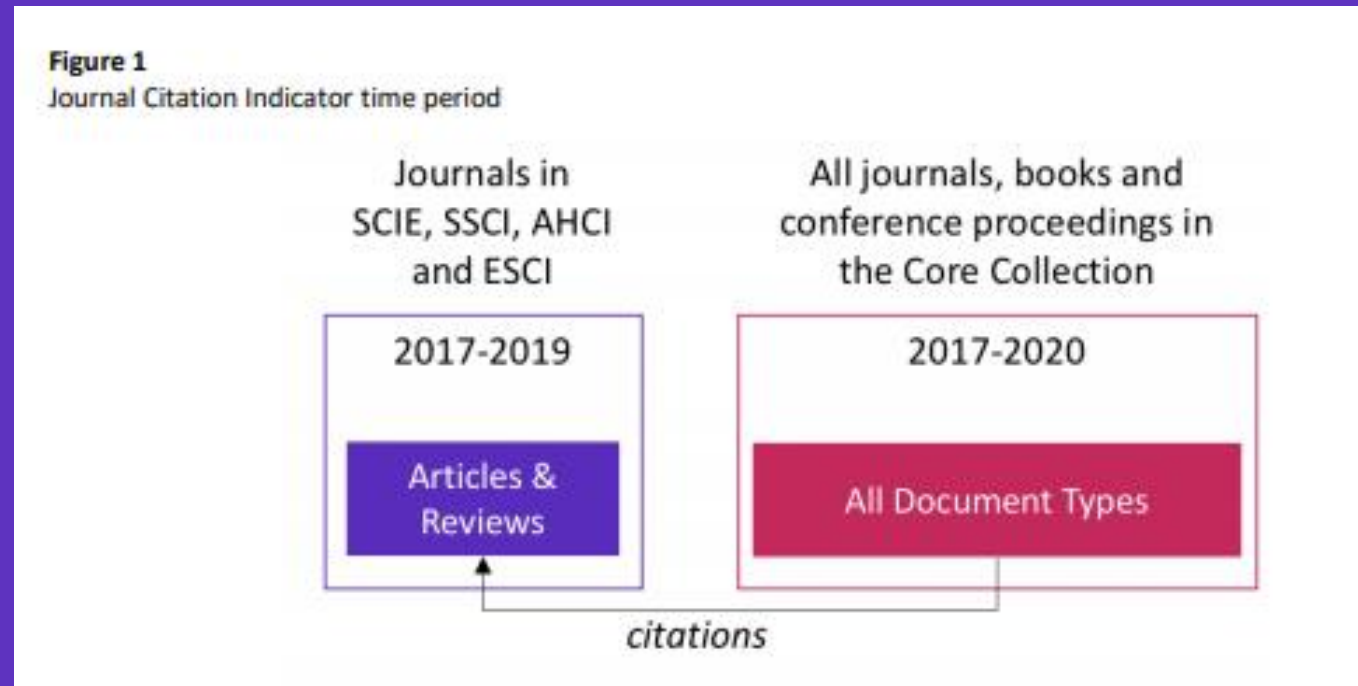 Figure 1
Journal Citation Indicator time period
Journals in
SCIE, SSCI, AHCI
and ESCI
2017-2019
Articles &
Reviews
All journals, books and
conference proceedings in
the Core Collection
2017-2020
All Document Types
citations